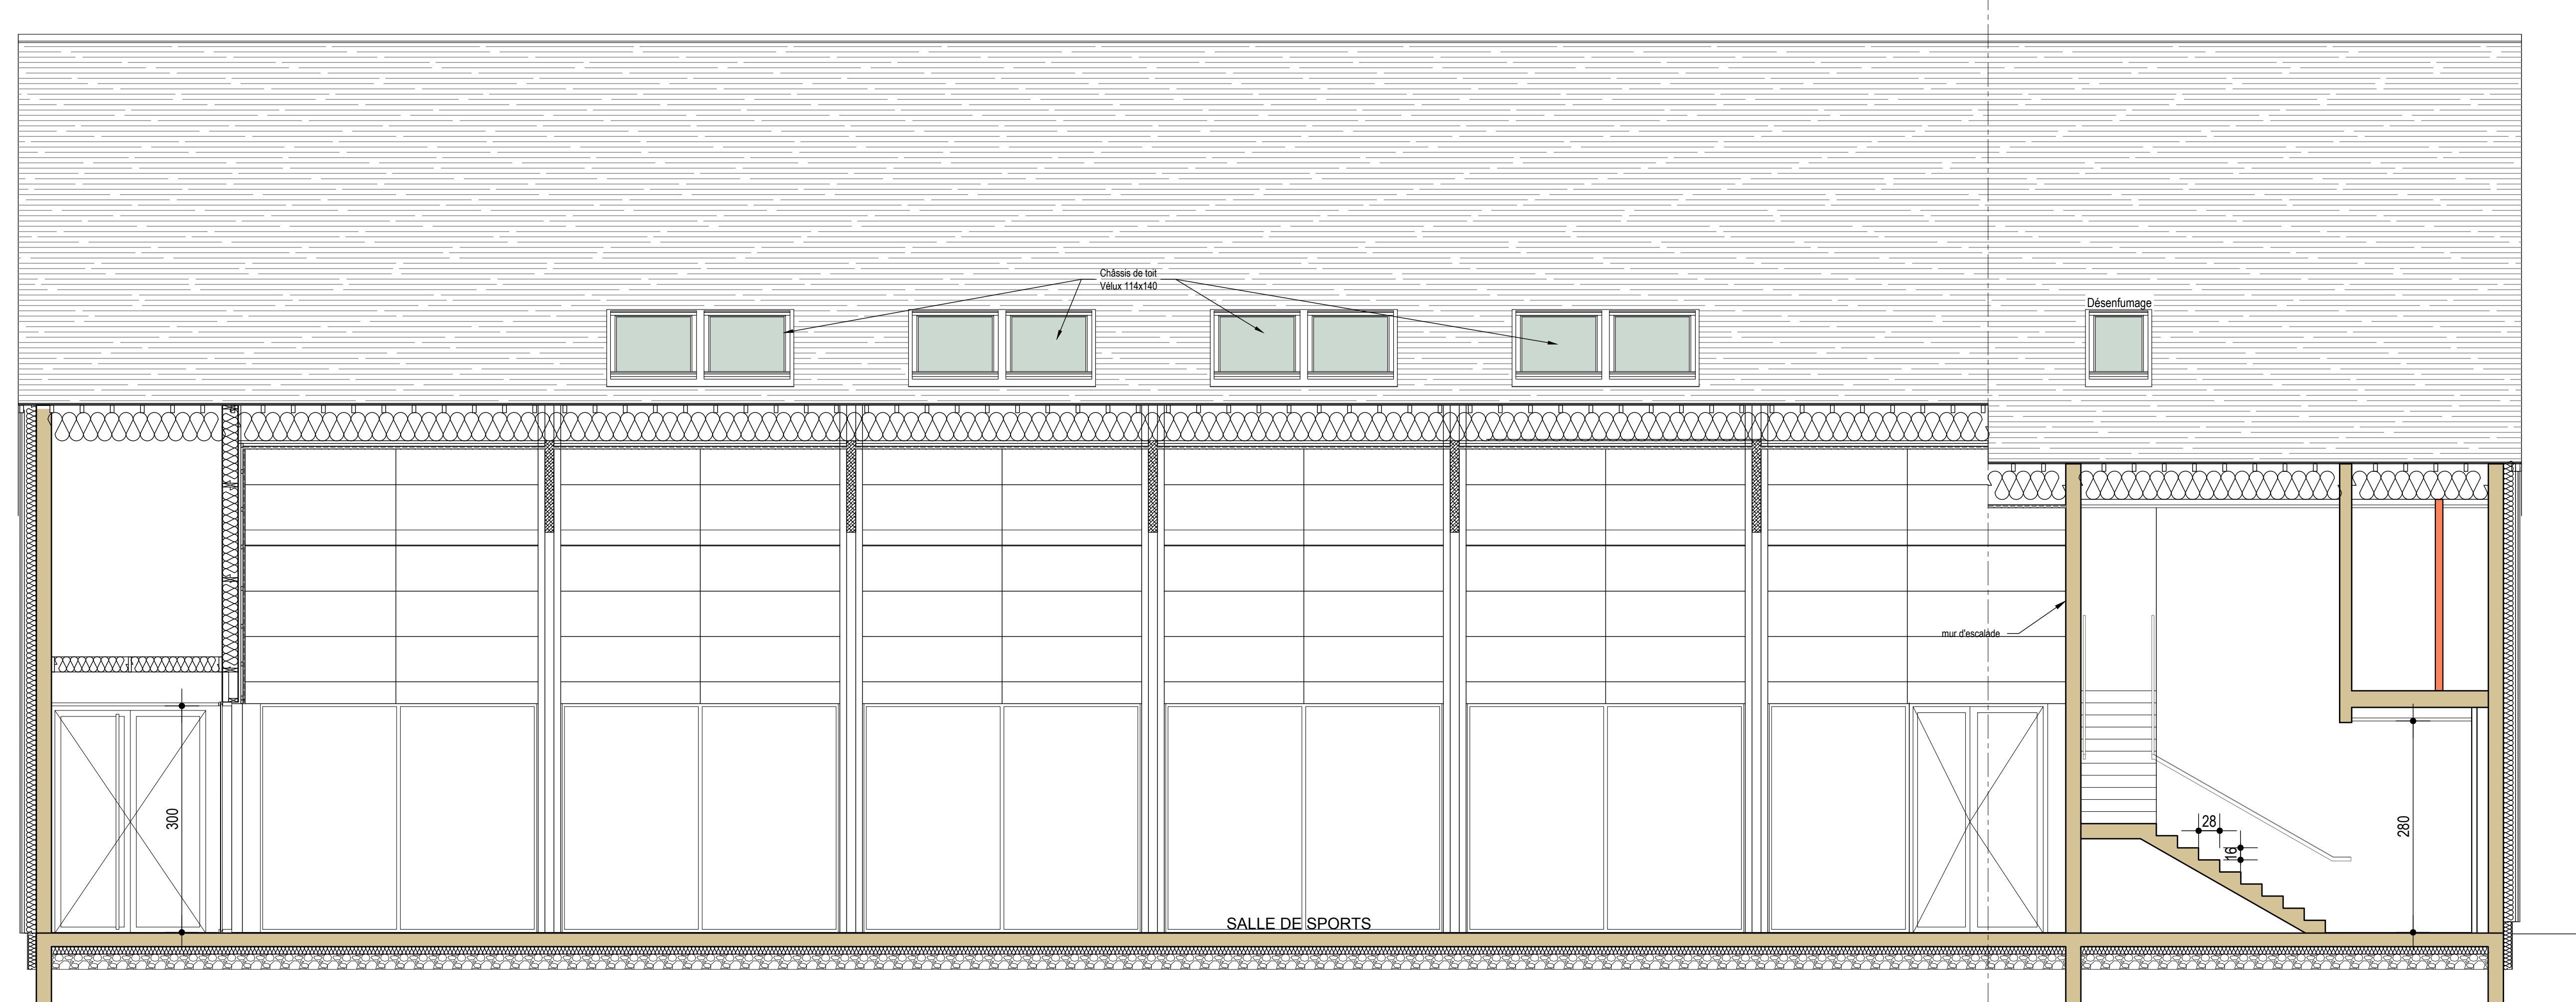 Châssis de toit
Vélux 114x140
Désenfumage
mur d'escalade
300
28
16
280
SALLE DE SPORTS